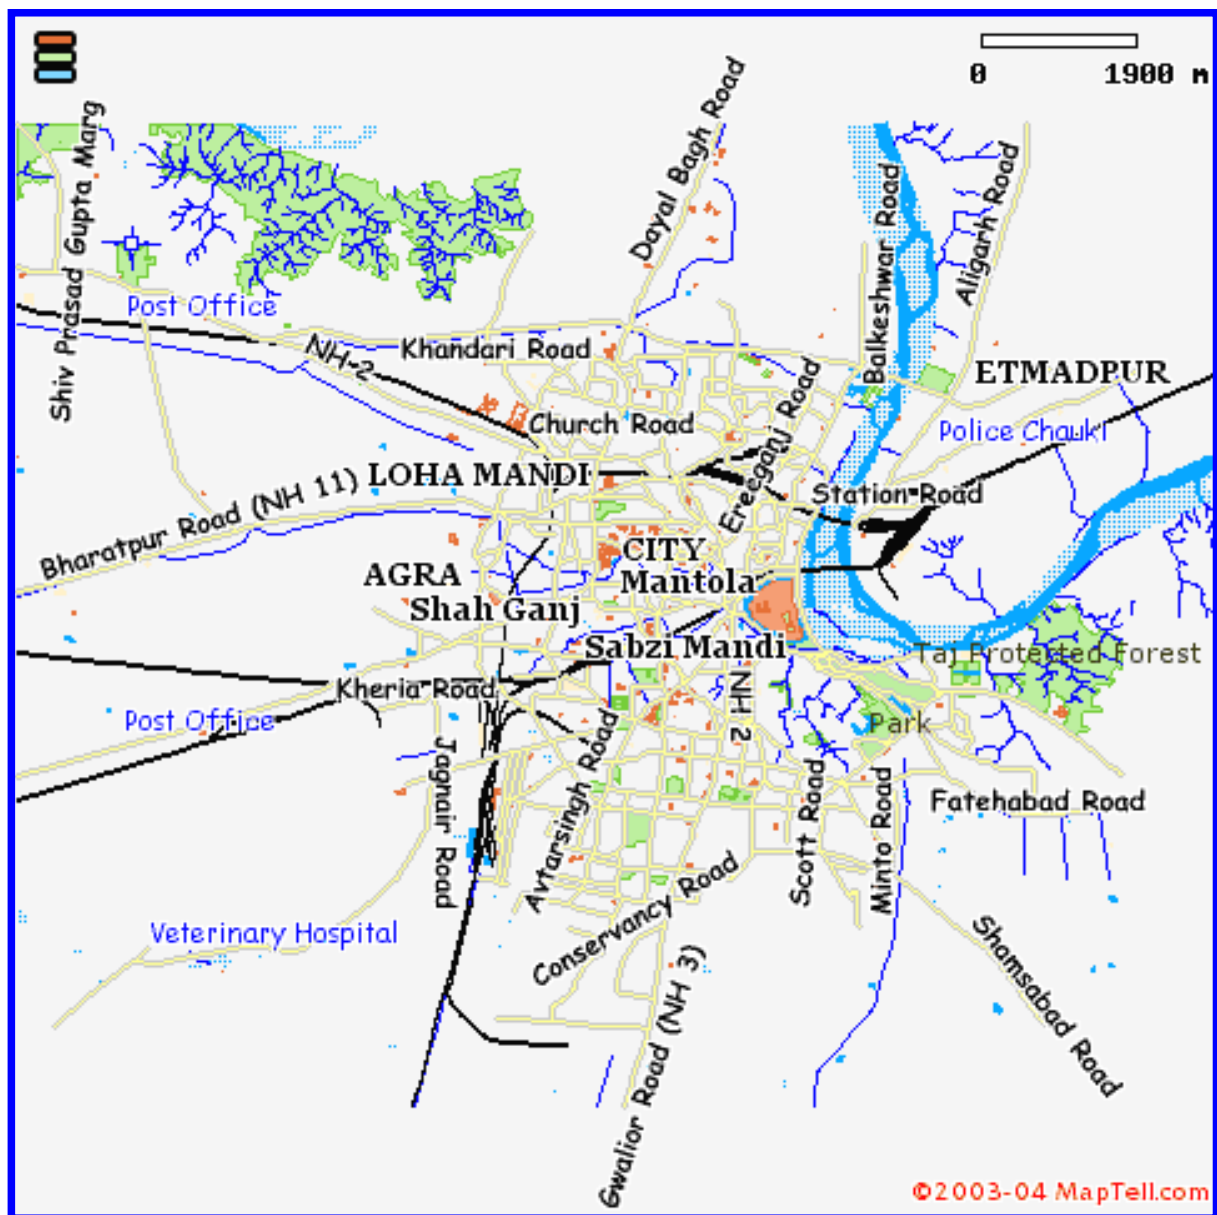 0 1900 m
Shiv Prasad Gupta Marg
Dayal Bagh Road
Balkeshwar Road
Aligarh Road
Post Office
NH-2
Khandari Road
ETMADPUR
Church Road
Ereeganj Road
Police Chauki
LOHA MANDI
Station Road
Bharatpur Road (NH 11)
CITY
AGRA
Mantola
Shah Ganj
Sabzi Mandi
Taj Protected Forest
Kheria Road
NH 2
Post Office
Park
Jagnair Road
Avtarsingh Road
Scott Road
Minto Road
Fatehabad Road
Conservancy Road
Veterinary Hospital
Shamsabad Road
Gwalior Road (NH 3)
©2003-04 MapTell.com